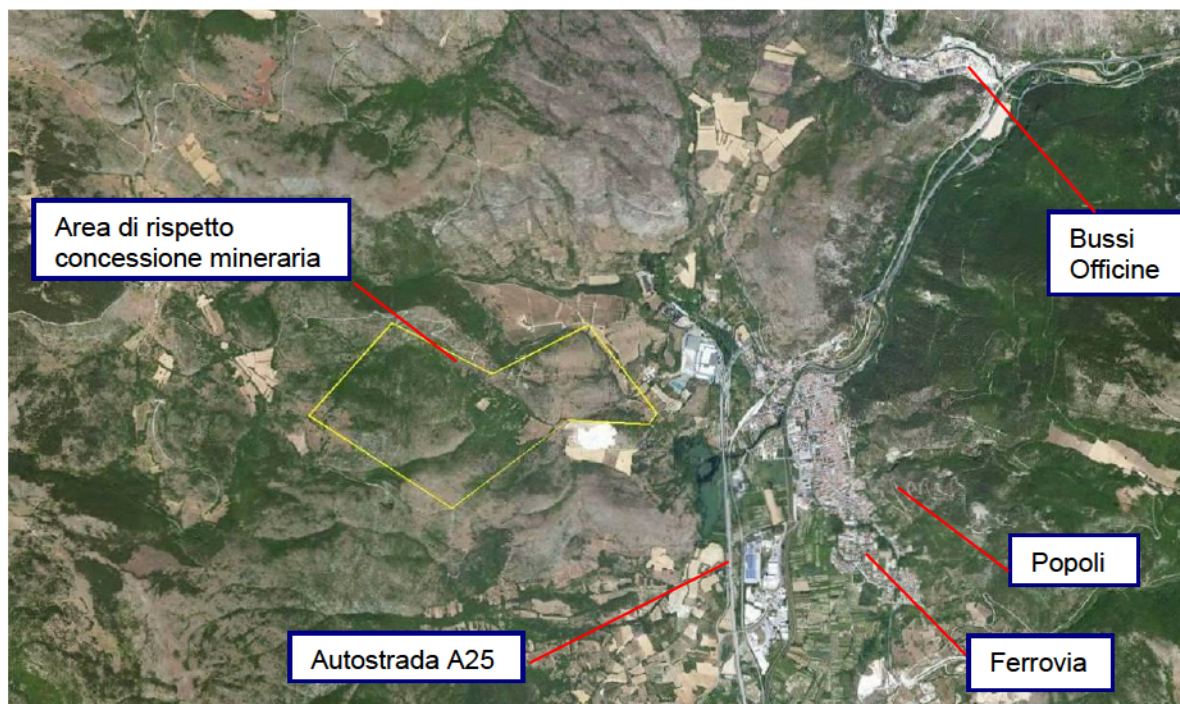 Area di rispetto
concessione mineraria
Bussi
Officine
Popoli
Autostrada A25
Ferrovia